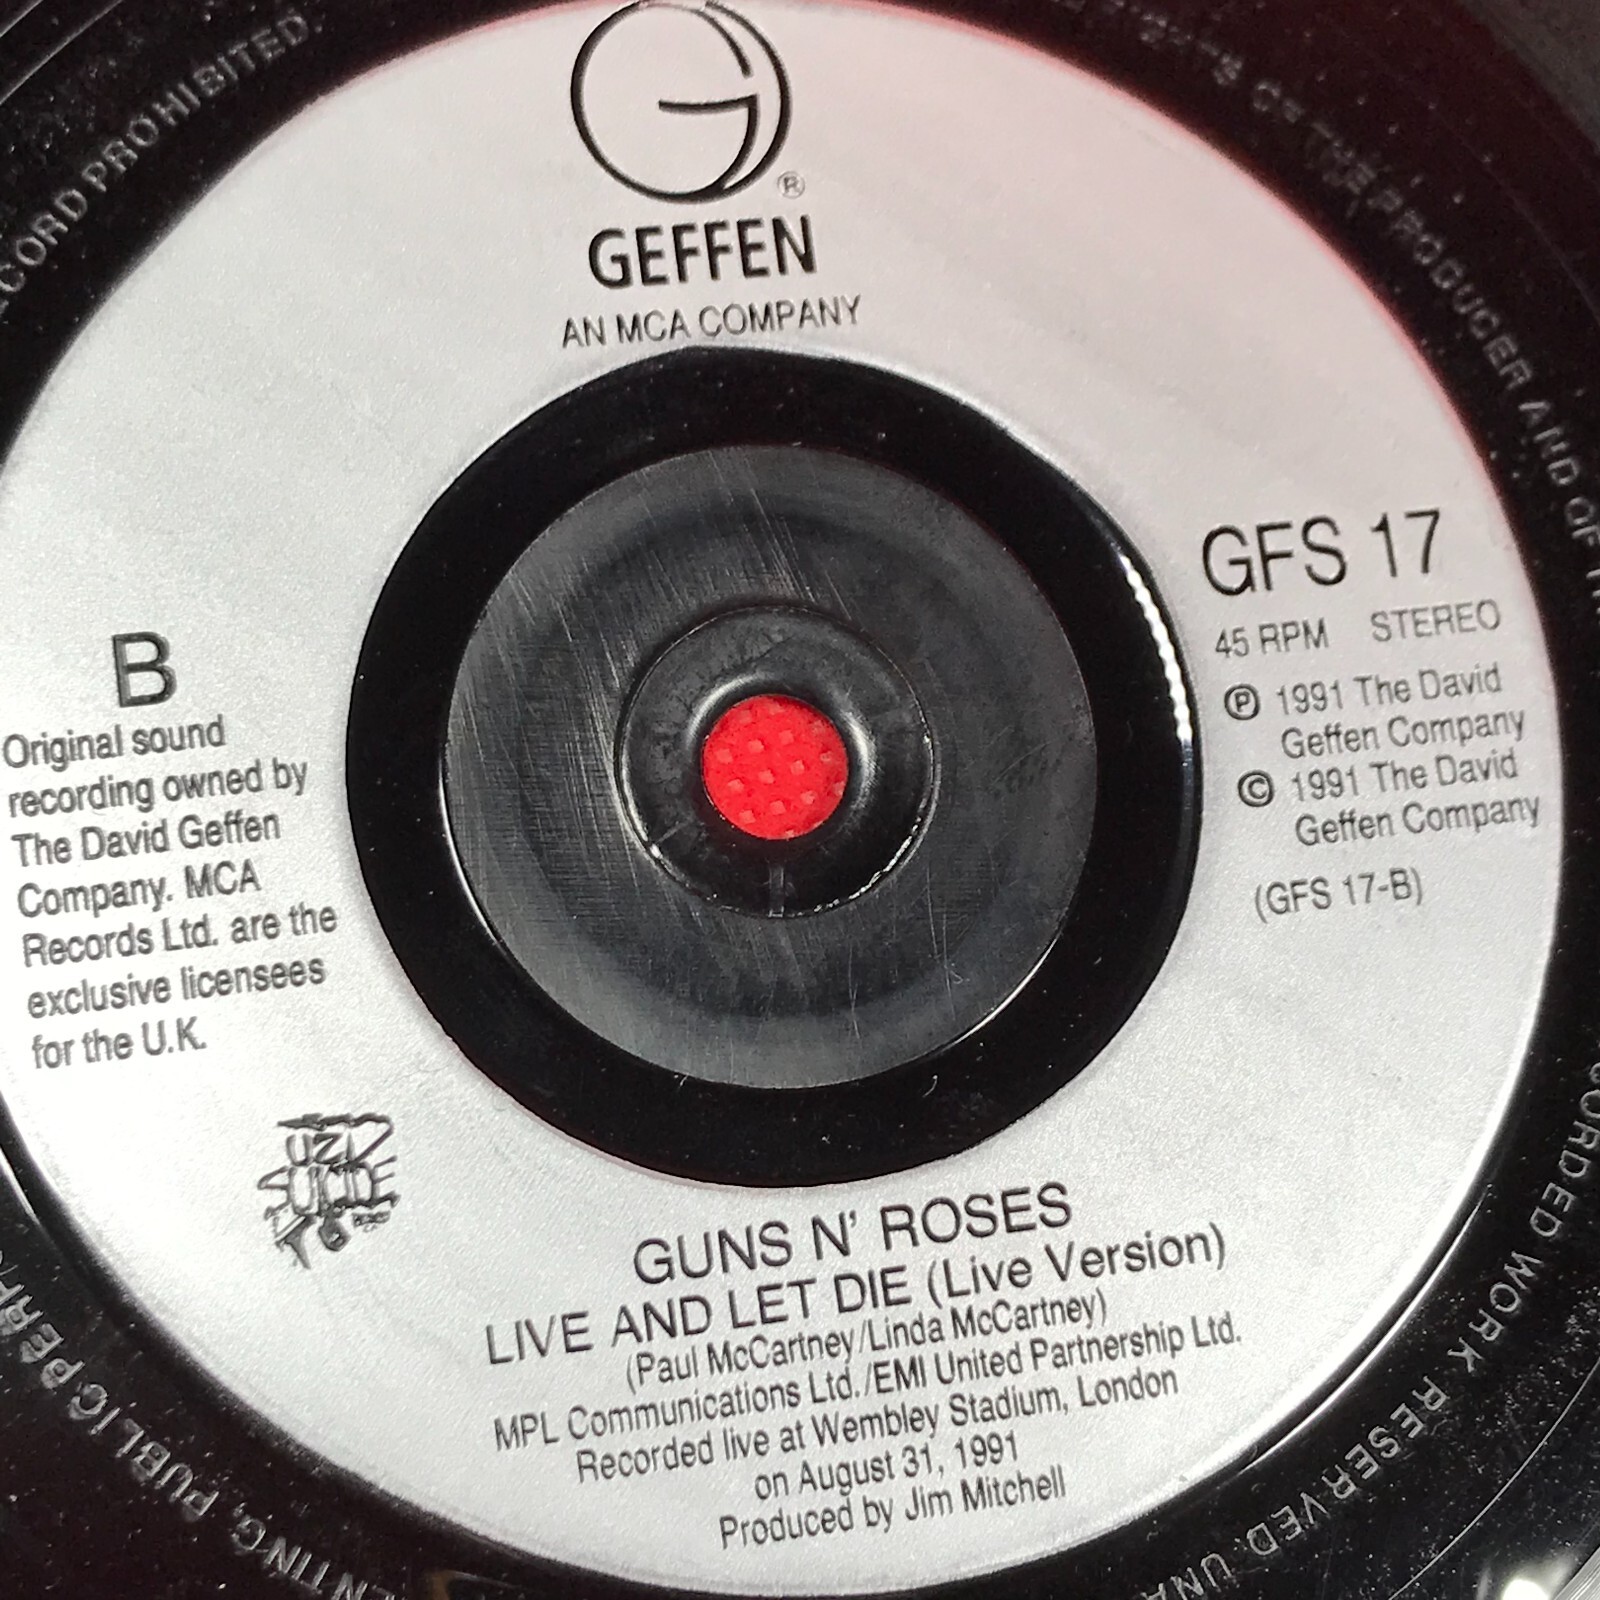 GEFFEN
®
AN MCA COMPANY
GFS 17
45 RPM STEREO
℗ 1991 The David
Geffen Company
© 1991 The David
Geffen Company
(GFS 17-B)
B
Original sound
recording owned by
The David Geffen
Company. MCA
Records Ltd. are the
exclusive licensees
for the U.K.
UZI
SUICIDE
GUNS N' ROSES
LIVE AND LET DIE (Live Version)
(Paul McCartney/Linda McCartney)
MPL Communications Ltd./EMI United Partnership Ltd.
Recorded live at Wembley Stadium, London
on August 31, 1991
Produced by Jim Mitchell
OF THE PRODUCER AND OF
WORK RESERVED.
PUBLIC
RECORD PROHIBITED.